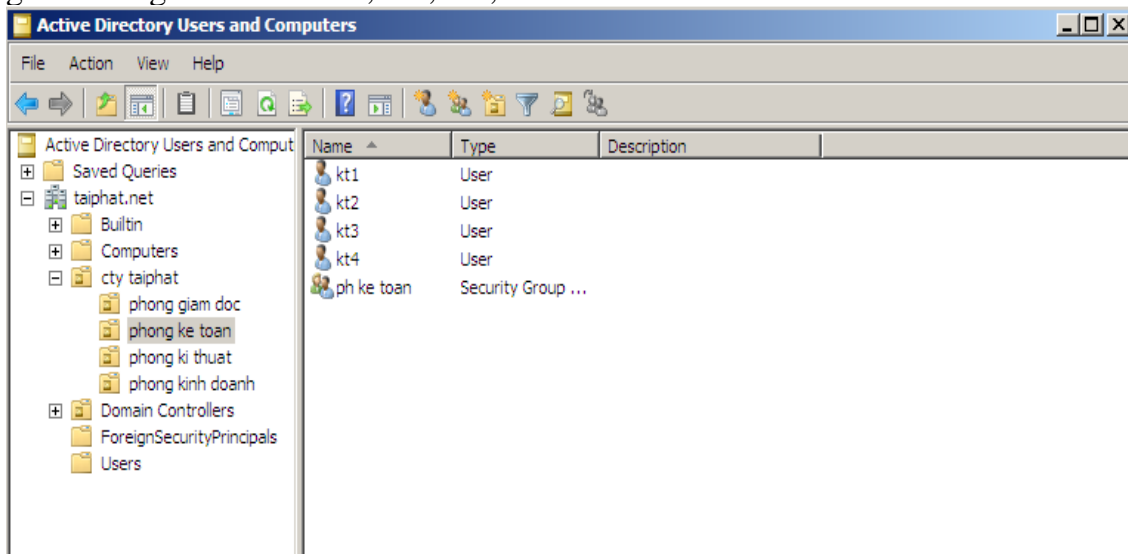 Active Directory Users and Computers
File Action View Help
Active Directory Users and Comput
Saved Queries
taiphat.net
Builtin
Computers
cty taiphat
phong giam doc
phong ke toan
phong ki thuat
phong kinh doanh
Domain Controllers
ForeignSecurityPrincipals
Users
Name Type Description
kt1 User
kt2 User
kt3 User
kt4 User
ph ke toan Security Group ...